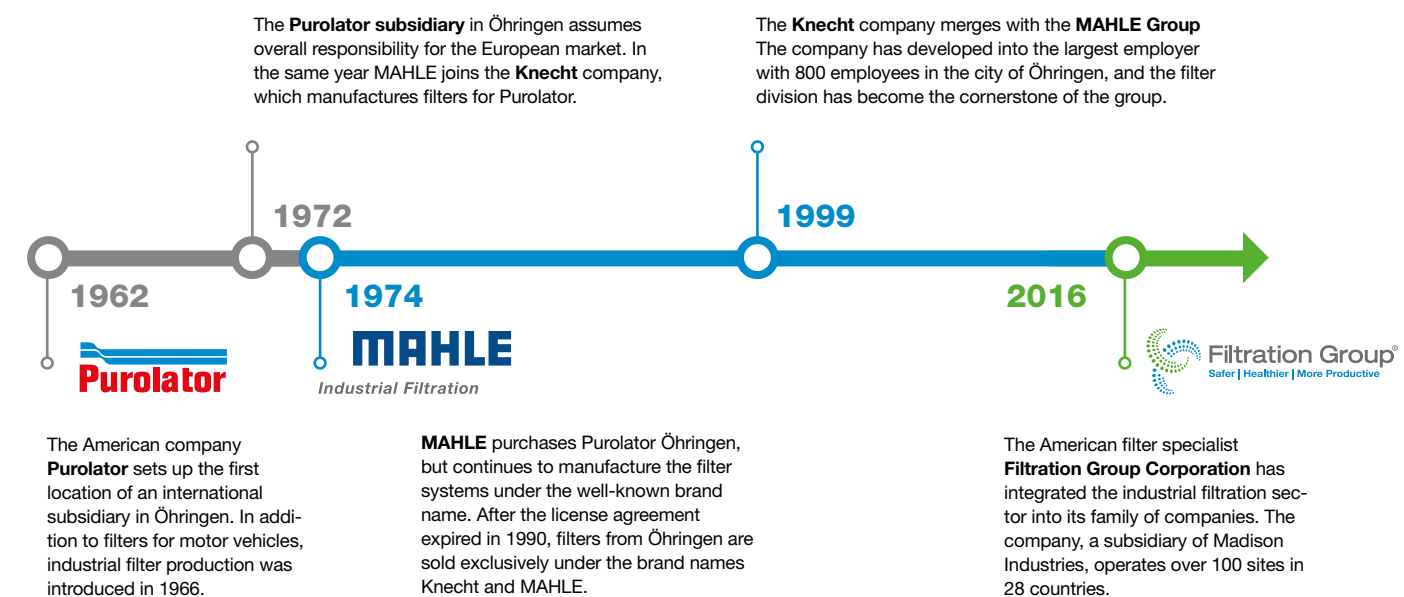 The Purolator subsidiary in Öhringen assumes
overall responsibility for the European market. In
the same year MAHLE joins the Knecht company,
which manufactures filters for Purolator.
The Knecht company merges with the MAHLE Group
The company has developed into the largest employer
with 800 employees in the city of Öhringen, and the filter
division has become the cornerstone of the group.
1972
1999
1962
1974
2016
Purolator
MAHLE
Industrial Filtration
Filtration Group®
Safer | Healthier | More Productive
The American company
Purolator sets up the first
location of an international
subsidiary in Öhringen. In addi-
tion to filters for motor vehicles,
industrial filter production was
introduced in 1966.
MAHLE purchases Purolator Öhringen,
but continues to manufacture the filter
systems under the well-known brand
name. After the license agreement
expired in 1990, filters from Öhringen are
sold exclusively under the brand names
Knecht and MAHLE.
The American filter specialist
Filtration Group Corporation has
integrated the industrial filtration sec-
tor into its family of companies. The
company, a subsidiary of Madison
Industries, operates over 100 sites in
28 countries.